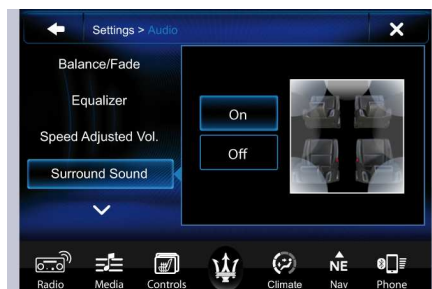 Settings > Audio
Balance/Fade
Equalizer
Speed Adjusted Vol.
Surround Sound
On
Off
Radio
Media
Controls
Climate
NE
Nav
Phone